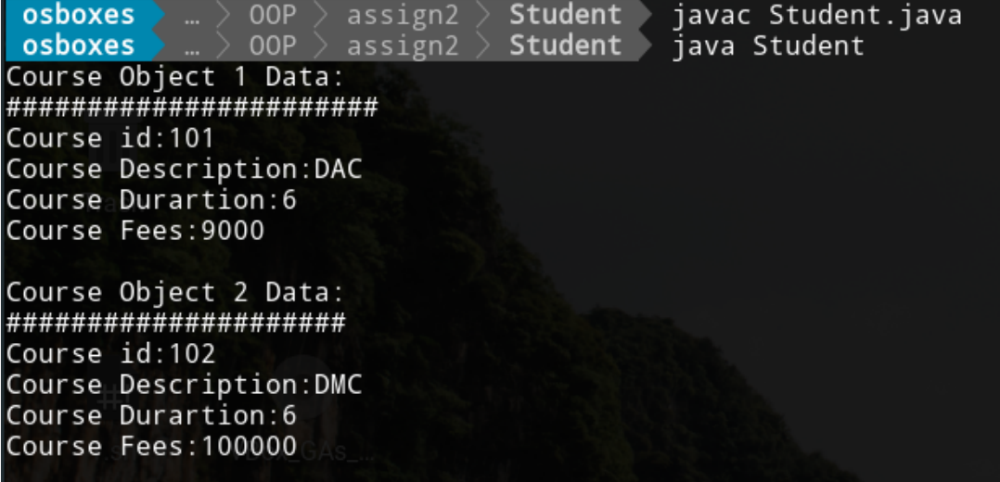 osboxes … OOP assign2 Student javac Student.java
osboxes … OOP assign2 Student java Student
Course Object 1 Data:
#######################
Course id:101
Course Description:DAC
Course Durartion:6
Course Fees:9000
Course Object 2 Data:
#####################
Course id:102
Course Description:DMC
Course Durartion:6
Course Fees:100000